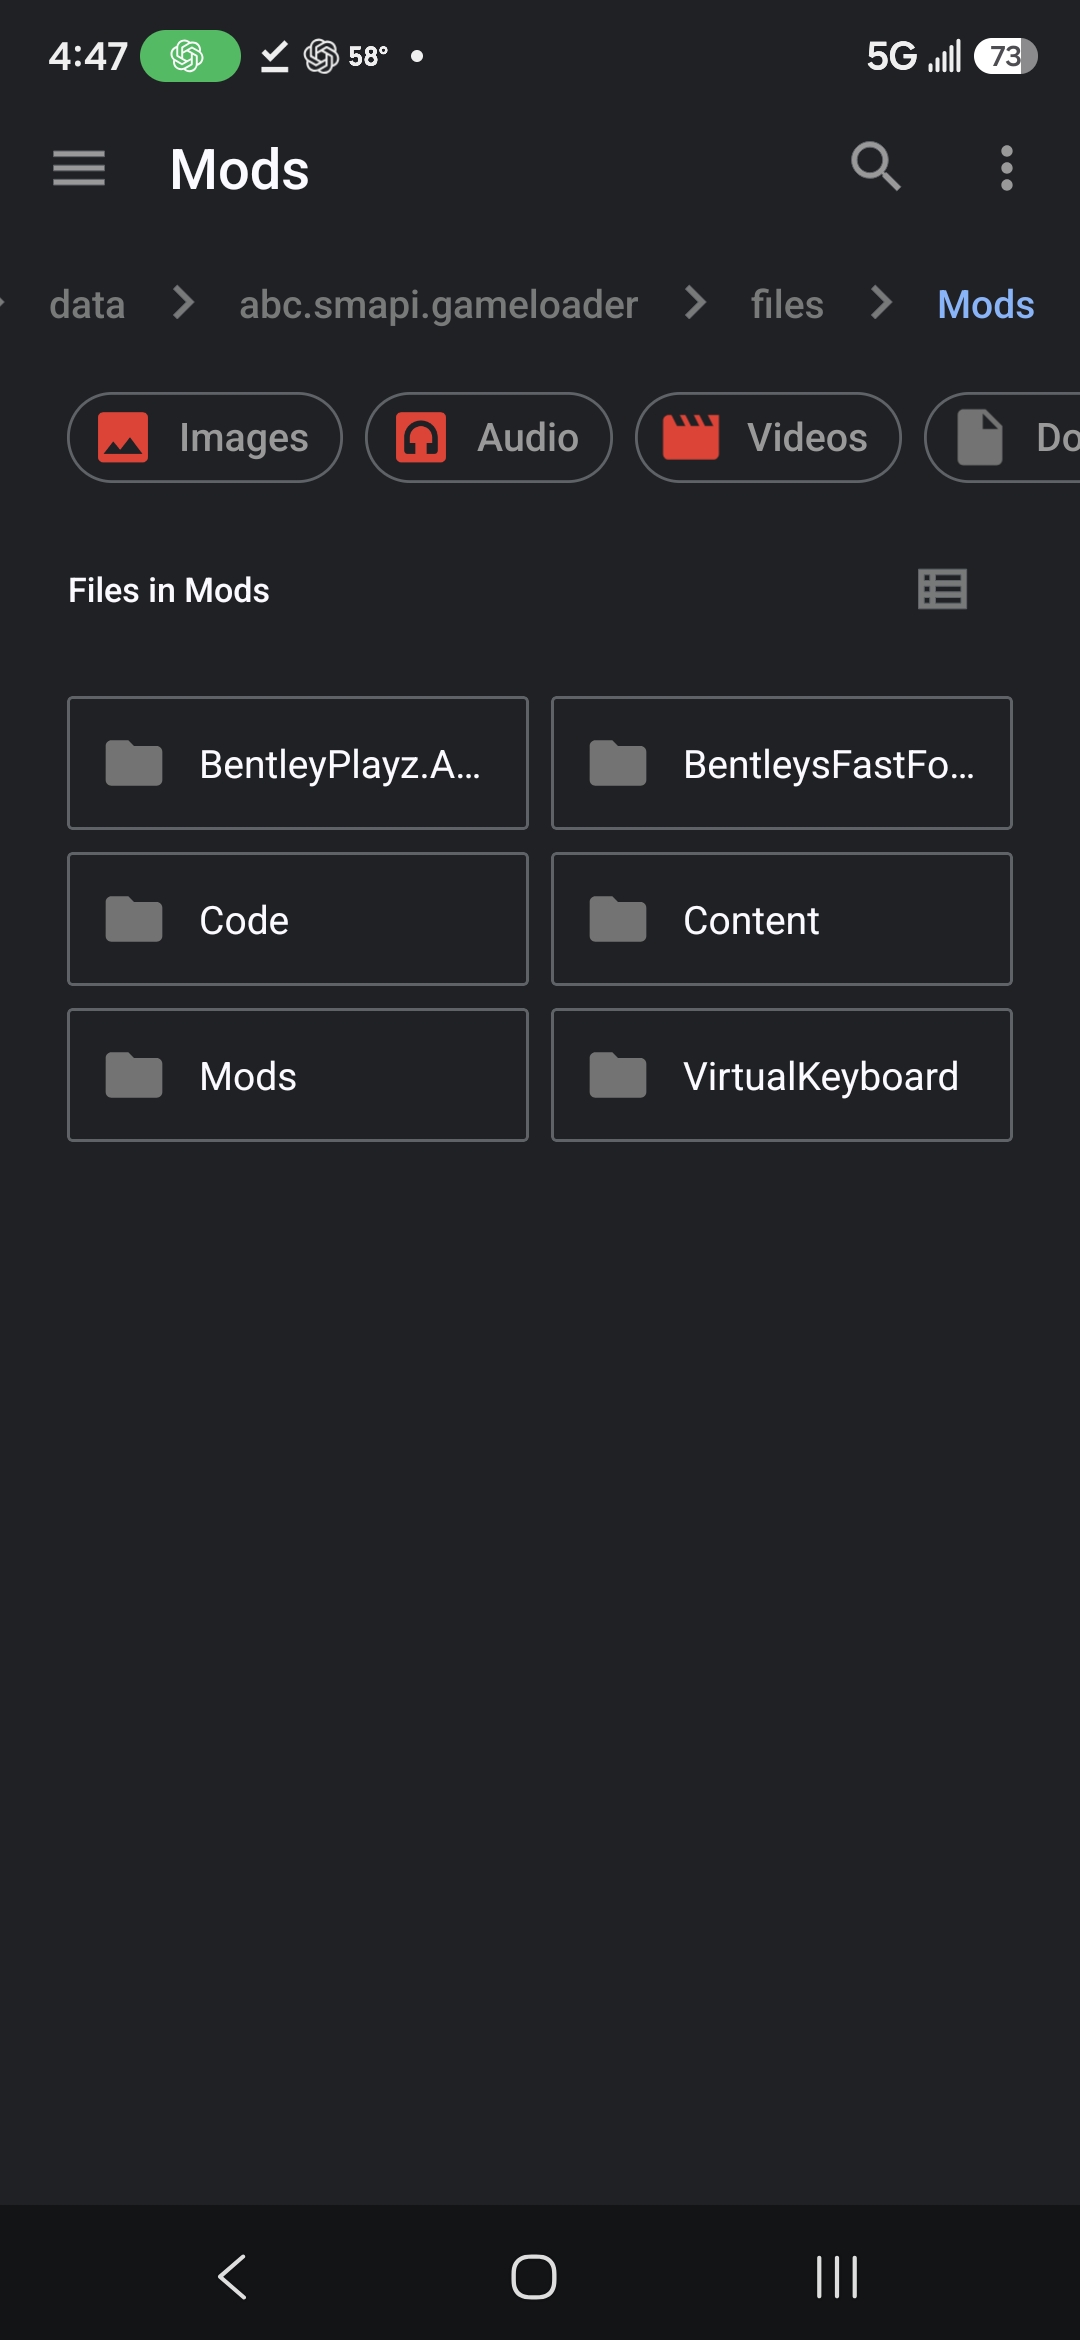 4:47 58° 5G 73
Mods
data abc.smapi.gameloader files Mods
Images Audio Videos Do
Files in Mods
BentleyPlayz.A... BentleysFastFo...
Code Content
Mods VirtualKeyboard